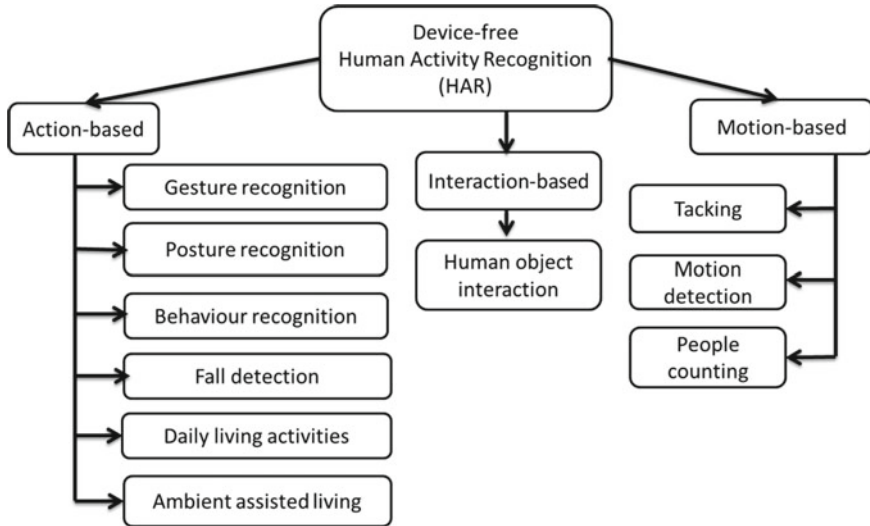 Device-free
Human Activity Recognition
(HAR)
Action-based
Gesture recognition
Posture recognition
Behaviour recognition
Fall detection
Daily living activities
Ambient assisted living
Interaction-based
Human object
interaction
Motion-based
Tacking
Motion
detection
People
counting